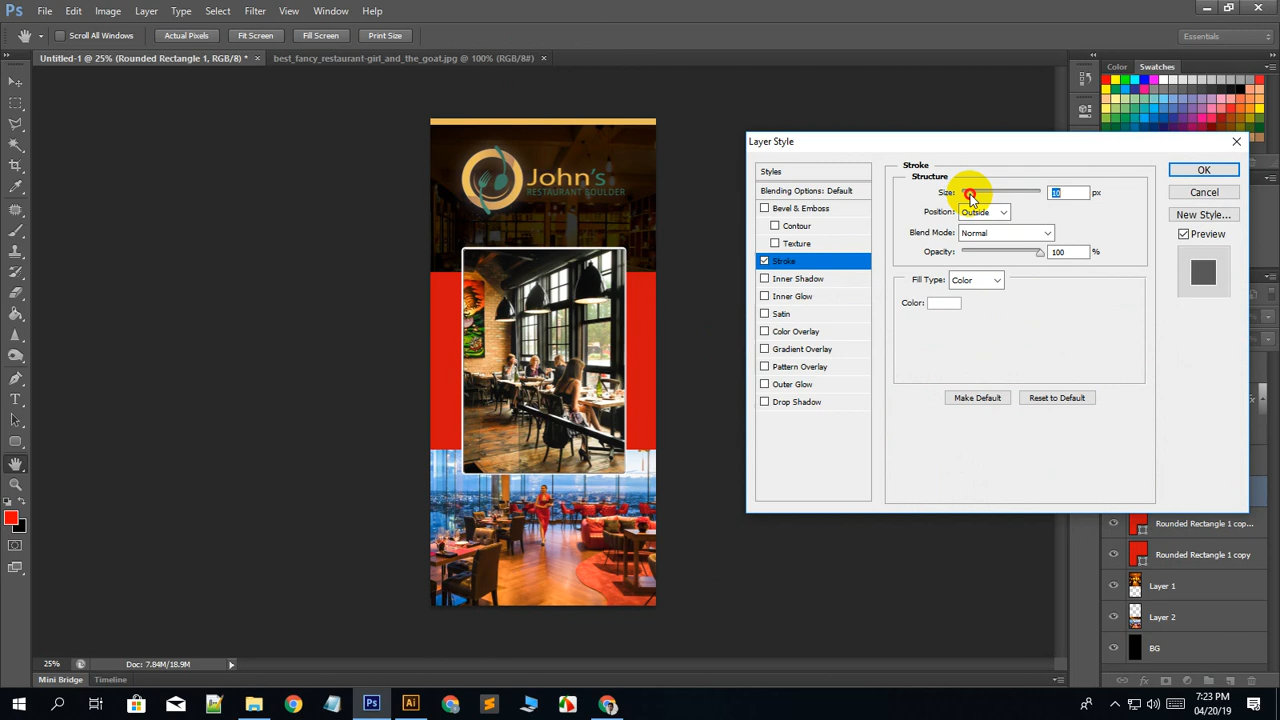 Ps File Edit Image Layer Type Select Filter View Window Help
Scroll All Windows Actual Pixels Fit Screen Fill Screen Print Size Essentials
Untitled-1 @ 25% (Rounded Rectangle 1, RGB/8) * best_fancy_restaurant-girl_and_the_goat.jpg @ 100% (RGB/8#)
Color Swatches
John's
RESTAURANT BOULDER
Layer Style
Styles
Blending Options: Default
Bevel & Emboss
Contour
Texture
Stroke
Inner Shadow
Inner Glow
Satin
Color Overlay
Gradient Overlay
Pattern Overlay
Outer Glow
Drop Shadow
Stroke
Structure
Size: 10 px
Position: Outside
Blend Mode: Normal
Opacity: 100 %
Fill Type: Color
Color:
Make Default Reset to Default
OK
Cancel
New Style...
Preview
Rounded Rectangle 1 cop...
Rounded Rectangle 1 copy
Layer 1
Layer 2
BG
25% Doc: 7.84M/18.9M
Mini Bridge Timeline
Ps Ai
7:23 PM
04/20/19